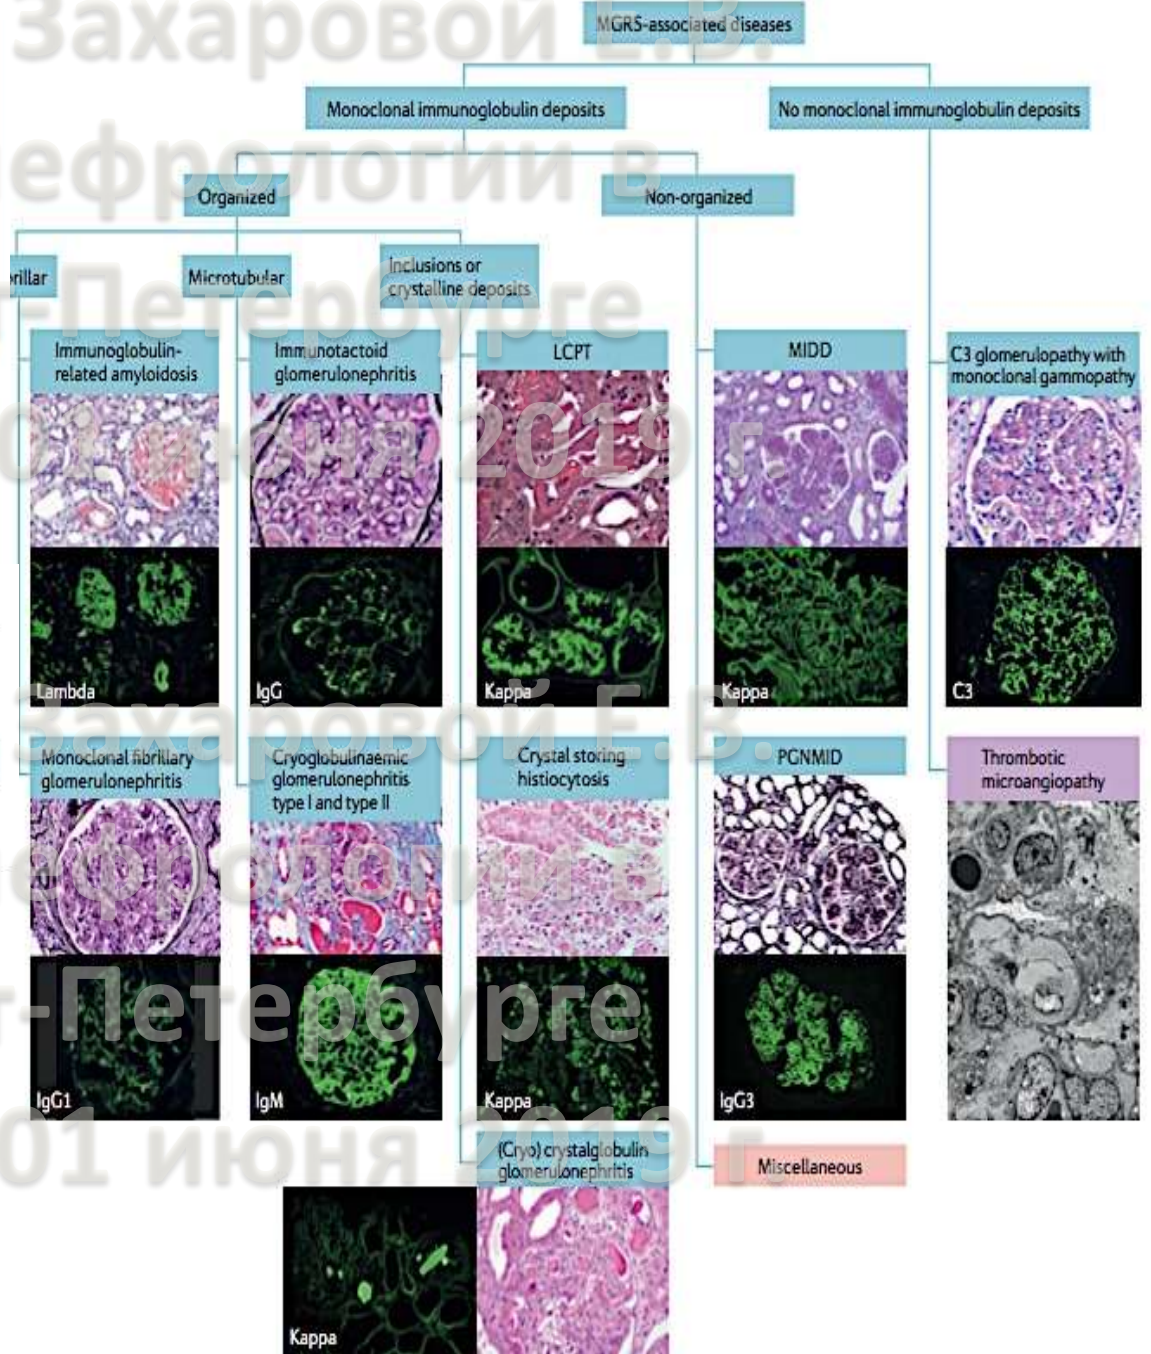 Захаровой Е.В.
MGRS-associated diseases
Monoclonal immunoglobulin deposits
No monoclonal immunoglobulin deposits
ефрологии в
Organized
Non-organized
rillar
Microtubular
Inclusions or
crystalline deposits
-Петербурге
Immunoglobulin-
related amyloidosis
Immunotactoid
glomerulonephritis
LCPT
MIDD
C3 glomerulopathy with
monoclonal gammopathy
01 июня 2019 г.
Lambda
IgG
Kappa
Kappa
C3
Захаровой Е.В.
Monoclonal fibrillary
glomerulonephritis
Cryoglobulinaemic
glomerulonephritis
type I and type II
Crystal storing
histiocytosis
PGNMID
Thrombotic
microangiopathy
ефрологии в
-Петербурге
IgG1
IgM
Kappa
IgG3
01 июня 2019 г.
(Cryo) crystalglobulin
glomerulonephritis
Miscellaneous
Kappa